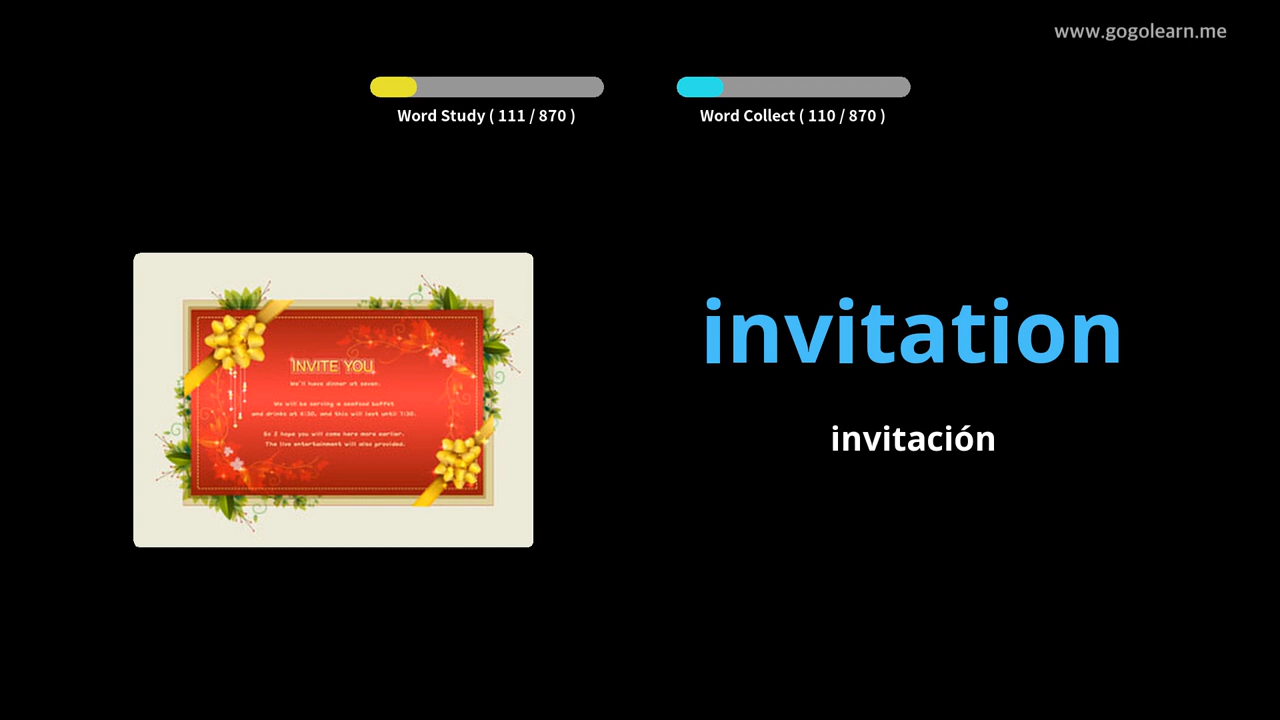 www.gogolearn.me
Word Study ( 111 / 870 )
Word Collect ( 110 / 870 )
INVITE YOU
We'll have dinner at seven.
We will be serving a seafood buffet
and drinks at 6:30, and this will last until 7:30.
So I hope you will come here more earlier.
The live entertainment will also provided.
invitation
invitación